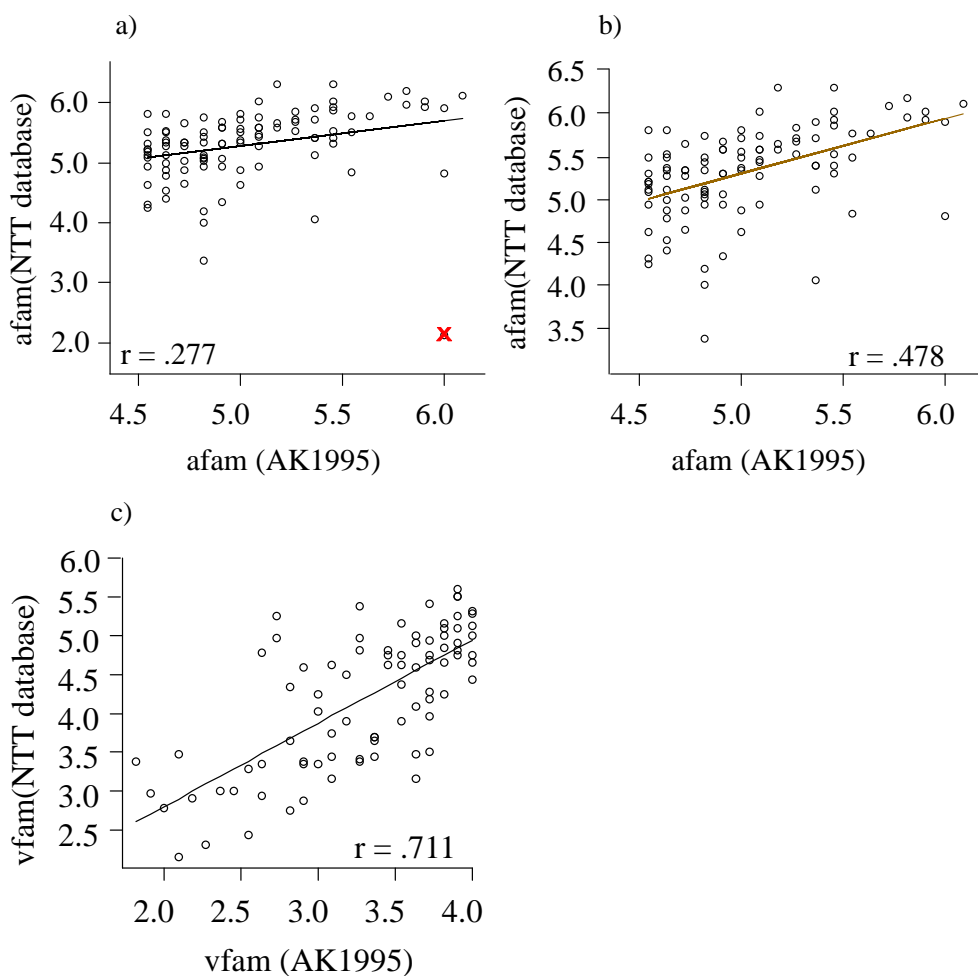 a)
afam(NTT database)
6.0
5.0
4.0
3.0
2.0
r = .277
4.5 5.0 5.5 6.0
afam (AK1995)
b)
afam(NTT database)
6.5
6.0
5.5
5.0
4.5
4.0
3.5
r = .478
4.5 5.0 5.5 6.0
afam (AK1995)
c)
vfam(NTT database)
6.0
5.5
5.0
4.5
4.0
3.5
3.0
2.5
r = .711
2.0 2.5 3.0 3.5 4.0
vfam (AK1995)